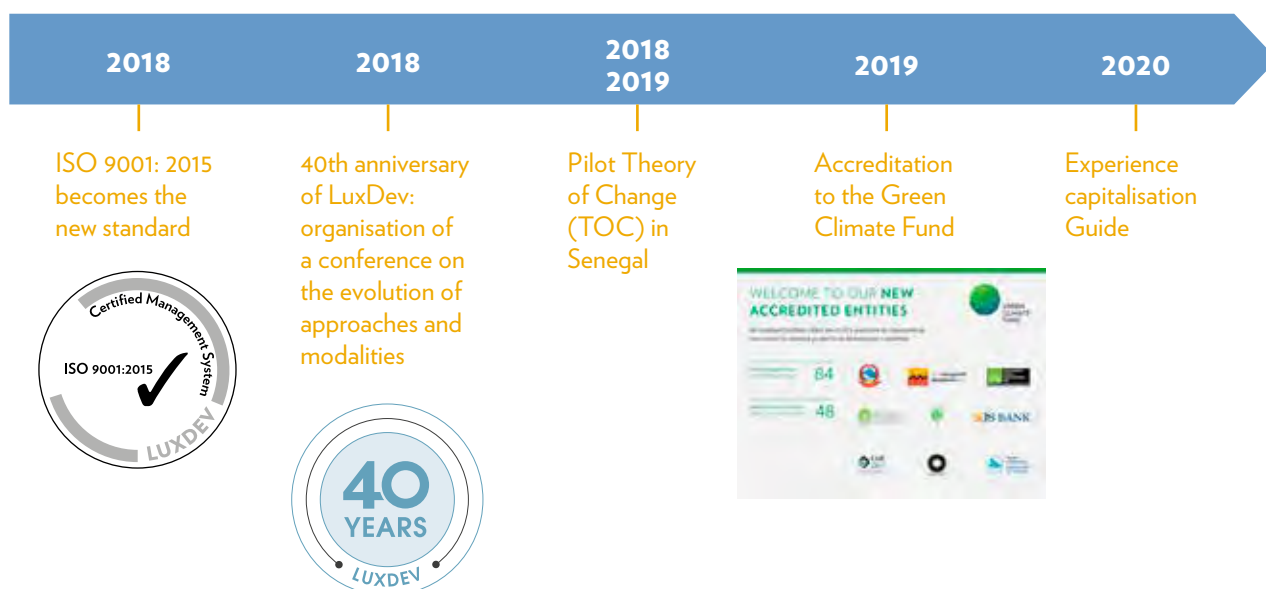 2018
ISO 9001: 2015
becomes the
new standard
Certified Management System
ISO 9001:2015
LUXDEV
2018
40th anniversary
of LuxDev:
organisation of
a conference on
the evolution of
approaches and
modalities
40
YEARS
LUXDEV
2018
2019
Pilot Theory
of Change
(TOC) in
Senegal
2019
Accreditation
to the Green
Climate Fund
WELCOME TO OUR NEW
ACCREDITED ENTITIES
GREEN
CLIMATE
FUND
84
48
BANK
2020
Experience
capitalisation
Guide